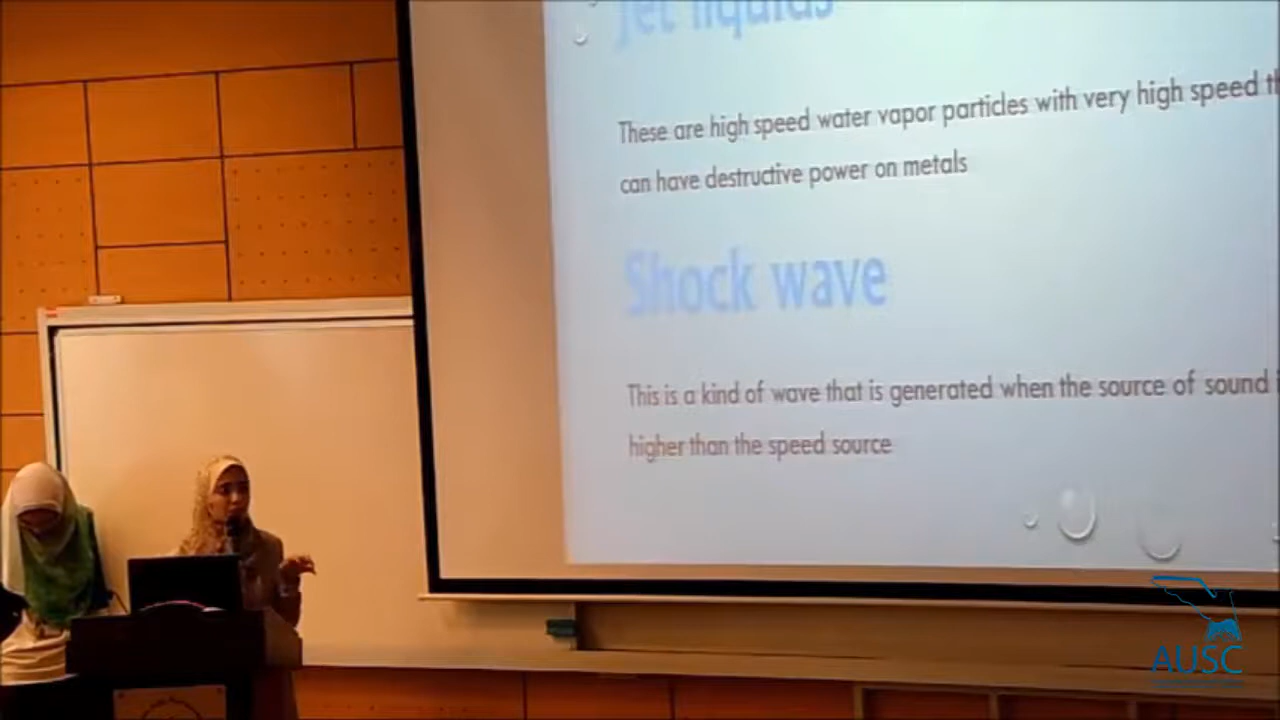 Jet liquids
These are high speed water vapor particles with very high speed
can have destructive power on metals
Shock wave
This is a kind of wave that is generated when the source of sound
higher than the speed source
AUSC